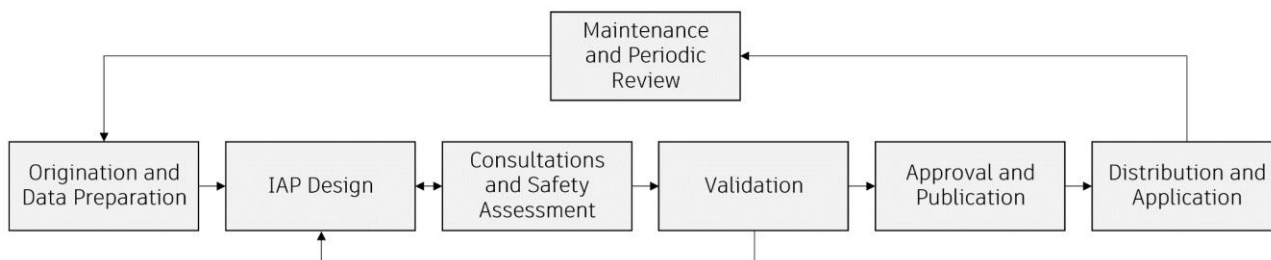 Maintenance
and Periodic
Review
Origination and
Data Preparation
IAP Design
Consultations
and Safety
Assessment
Validation
Approval and
Publication
Distribution and
Application